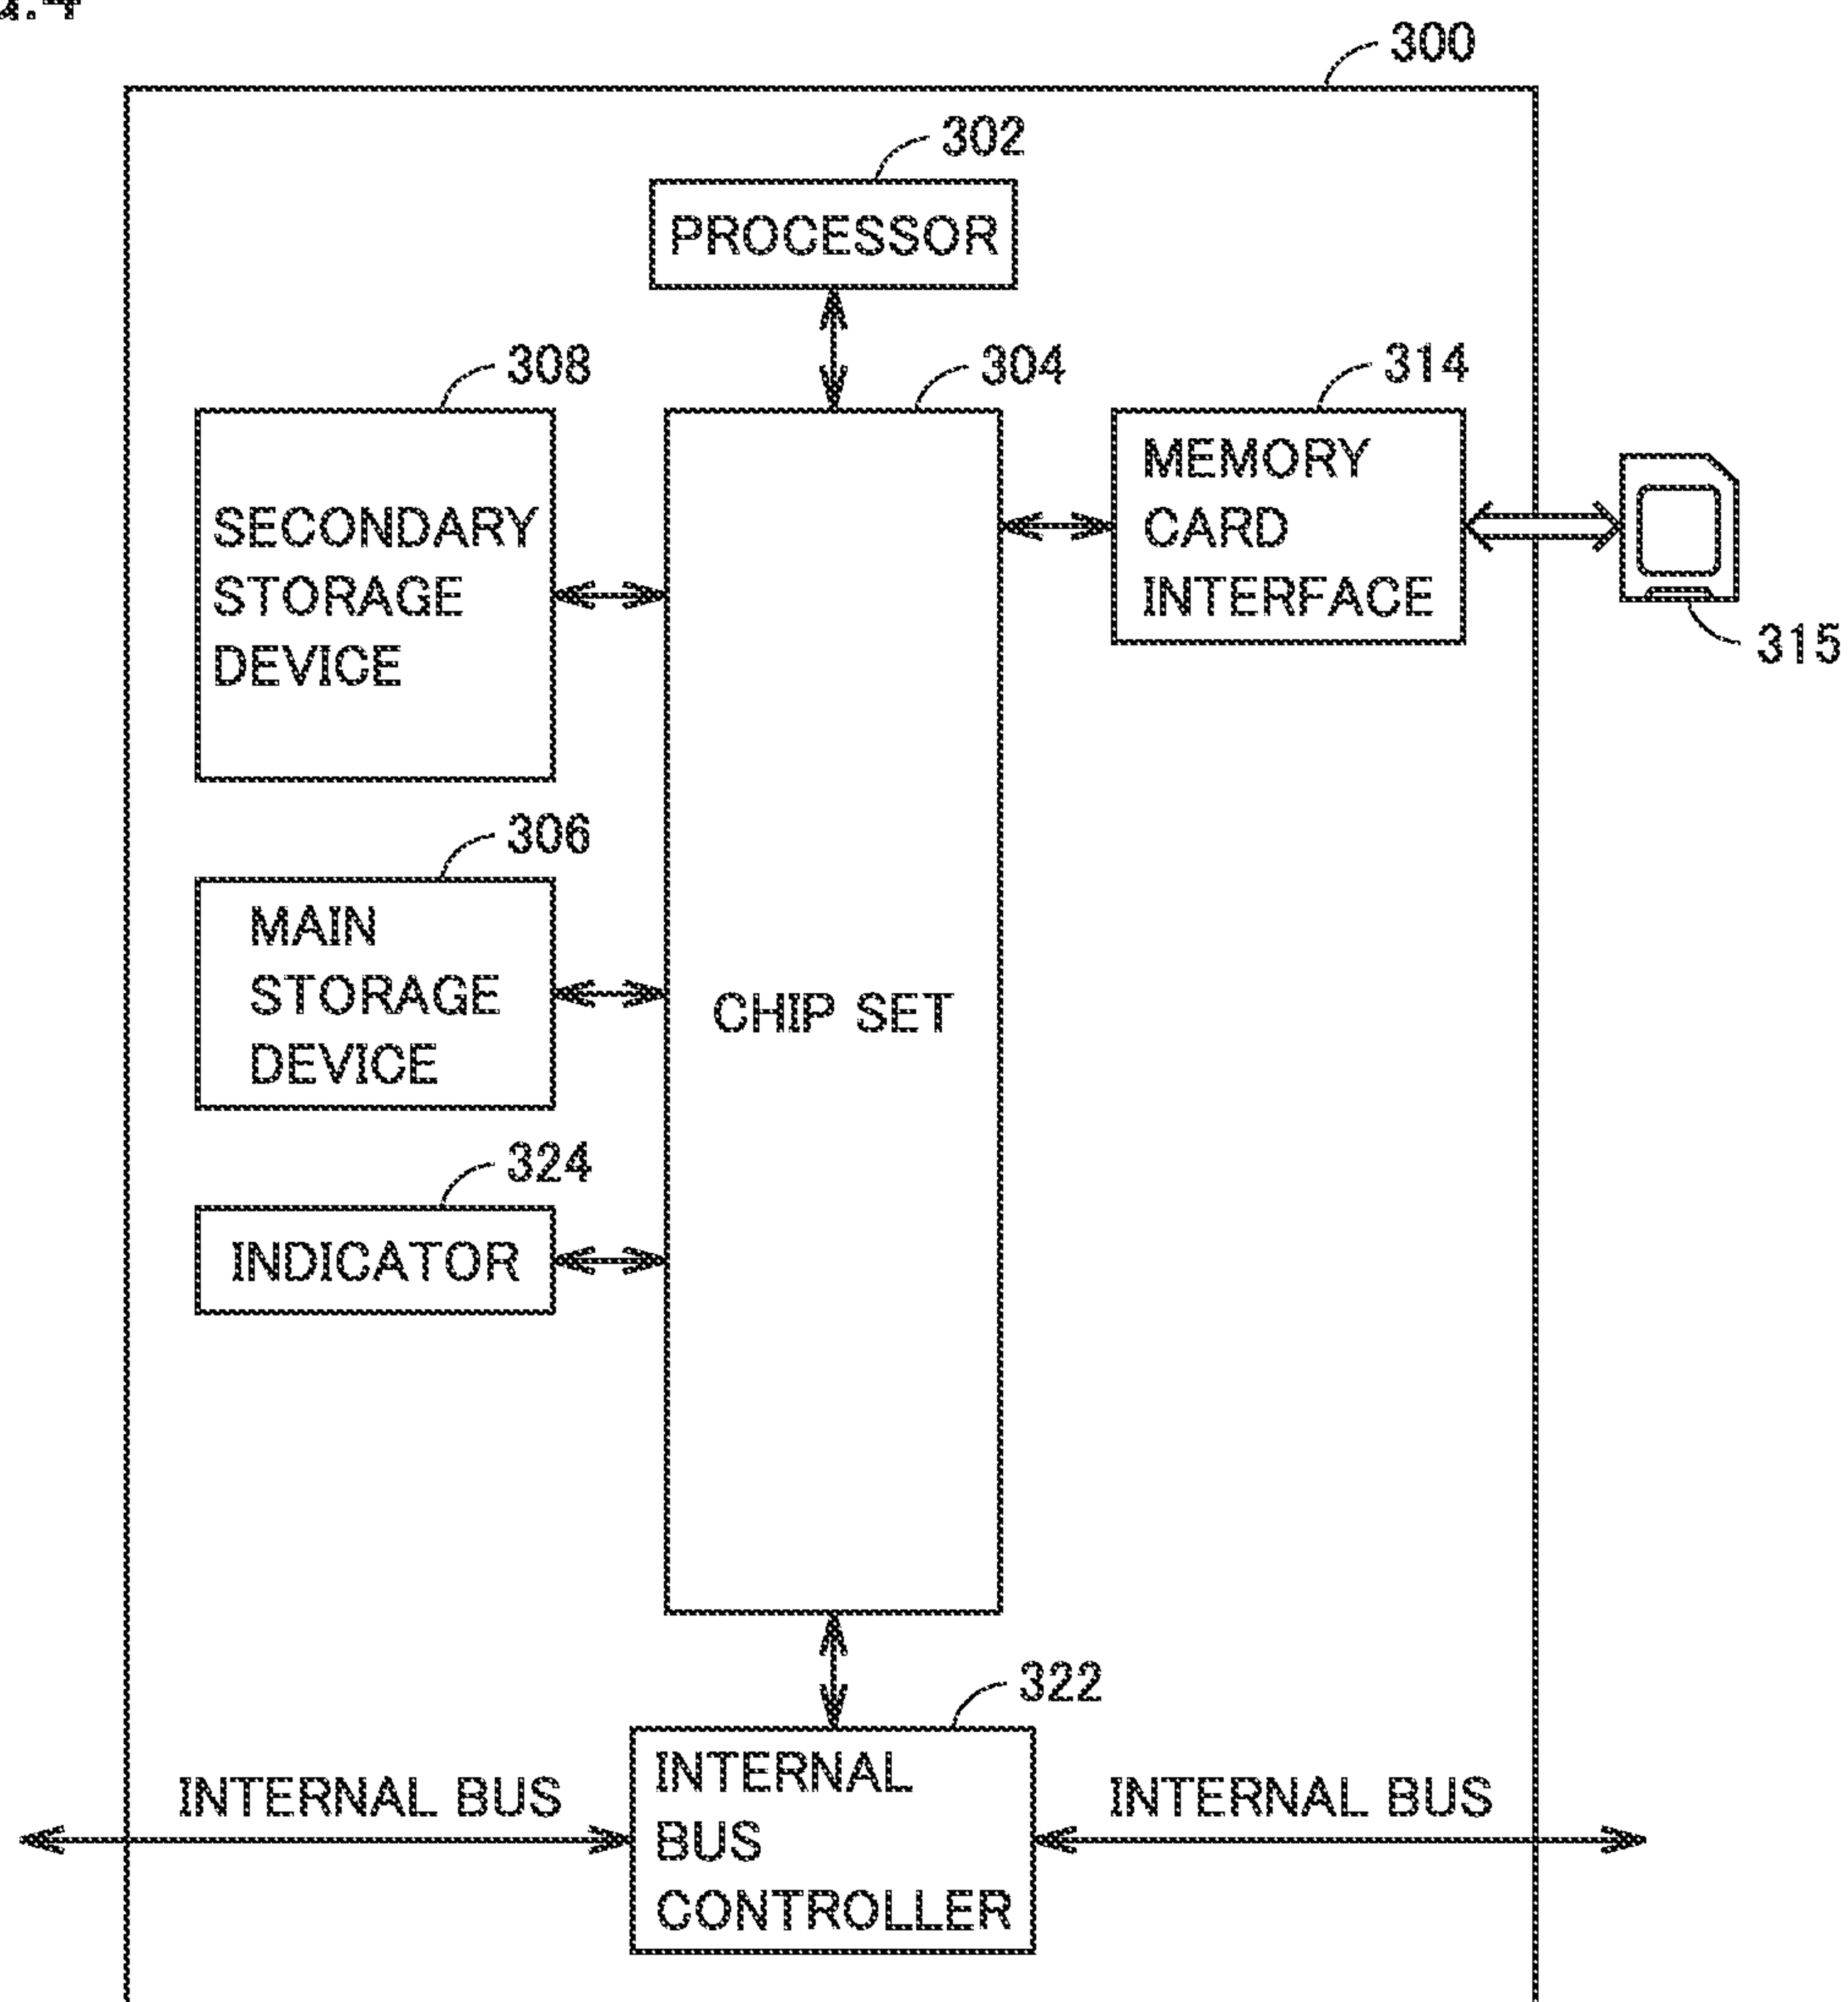 300
302
PROCESSOR
308
304
314
SECONDARY
STORAGE
DEVICE
MEMORY
CARD
INTERFACE
315
306
MAIN
STORAGE
DEVICE
CHIP SET
324
INDICATOR
322
INTERNAL BUS
INTERNAL
BUS
CONTROLLER
INTERNAL BUS